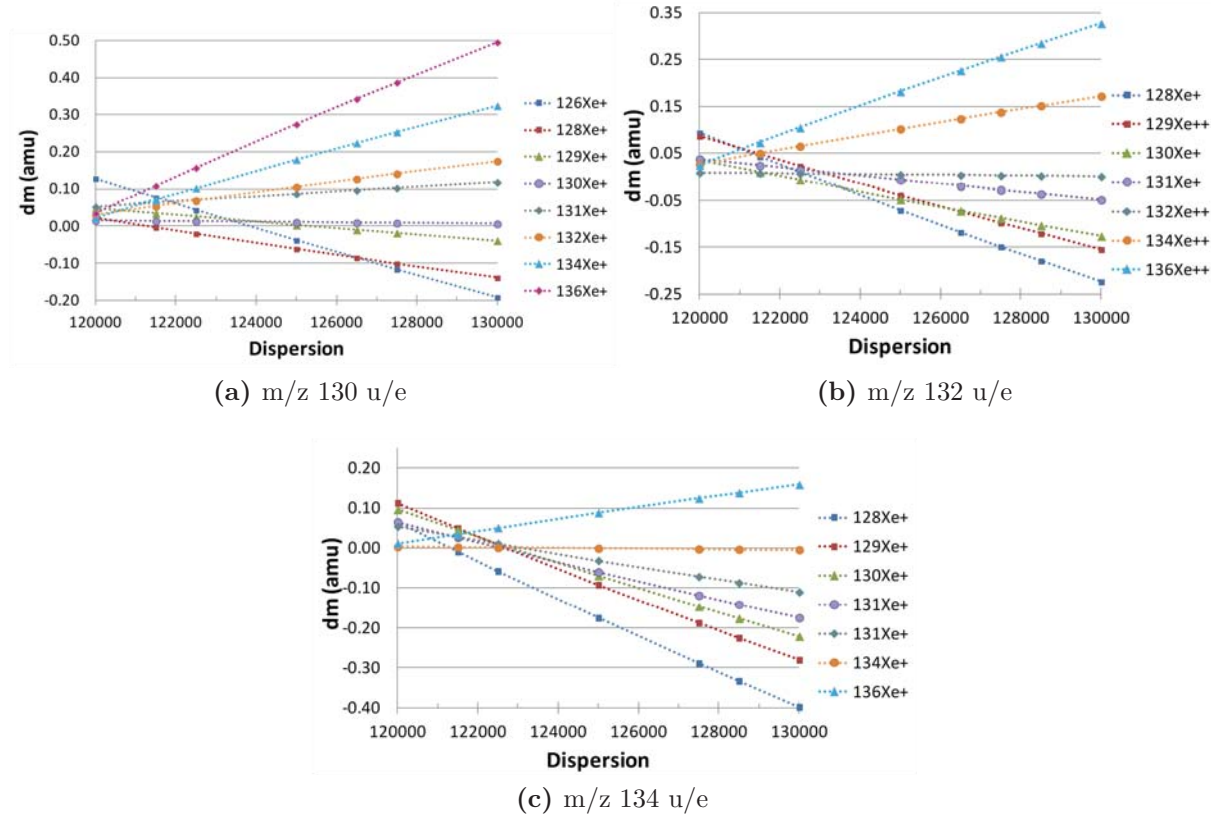 0.50
0.40
0.30
0.20
0.10
0.00
-0.10
-0.20
dm (amu)
120000 122000 124000 126000 128000 130000
Dispersion
126Xe+
128Xe+
129Xe+
130Xe+
131Xe+
132Xe+
134Xe+
136Xe+
(a) m/z 130 u/e
0.35
0.25
0.15
0.05
-0.05
-0.15
-0.25
dm (amu)
120000 122000 124000 126000 128000 130000
Dispersion
128Xe+
129Xe++
130Xe+
131Xe+
132Xe++
134Xe++
136Xe++
(b) m/z 132 u/e
0.20
0.10
0.00
-0.10
-0.20
-0.30
-0.40
dm (amu)
120000 122000 124000 126000 128000 130000
Dispersion
128Xe+
129Xe+
130Xe+
131Xe+
131Xe+
134Xe+
136Xe+
(c) m/z 134 u/e